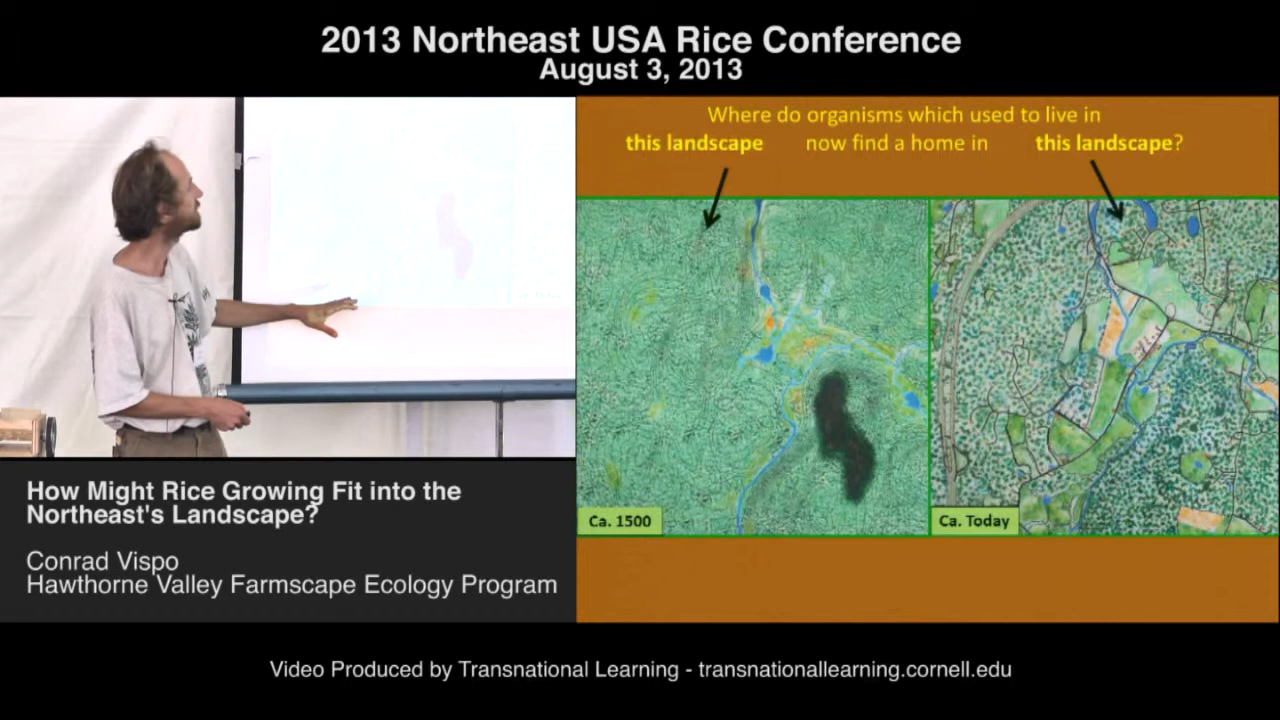 2013 Northeast USA Rice Conference
August 3, 2013
Where do organisms which used to live in
this landscape now find a home in this landscape?
Ca. 1500
Ca. Today
How Might Rice Growing Fit into the
Northeast's Landscape?
Conrad Vispo
Hawthorne Valley Farmscape Ecology Program
Video Produced by Transnational Learning - transnationallearning.cornell.edu